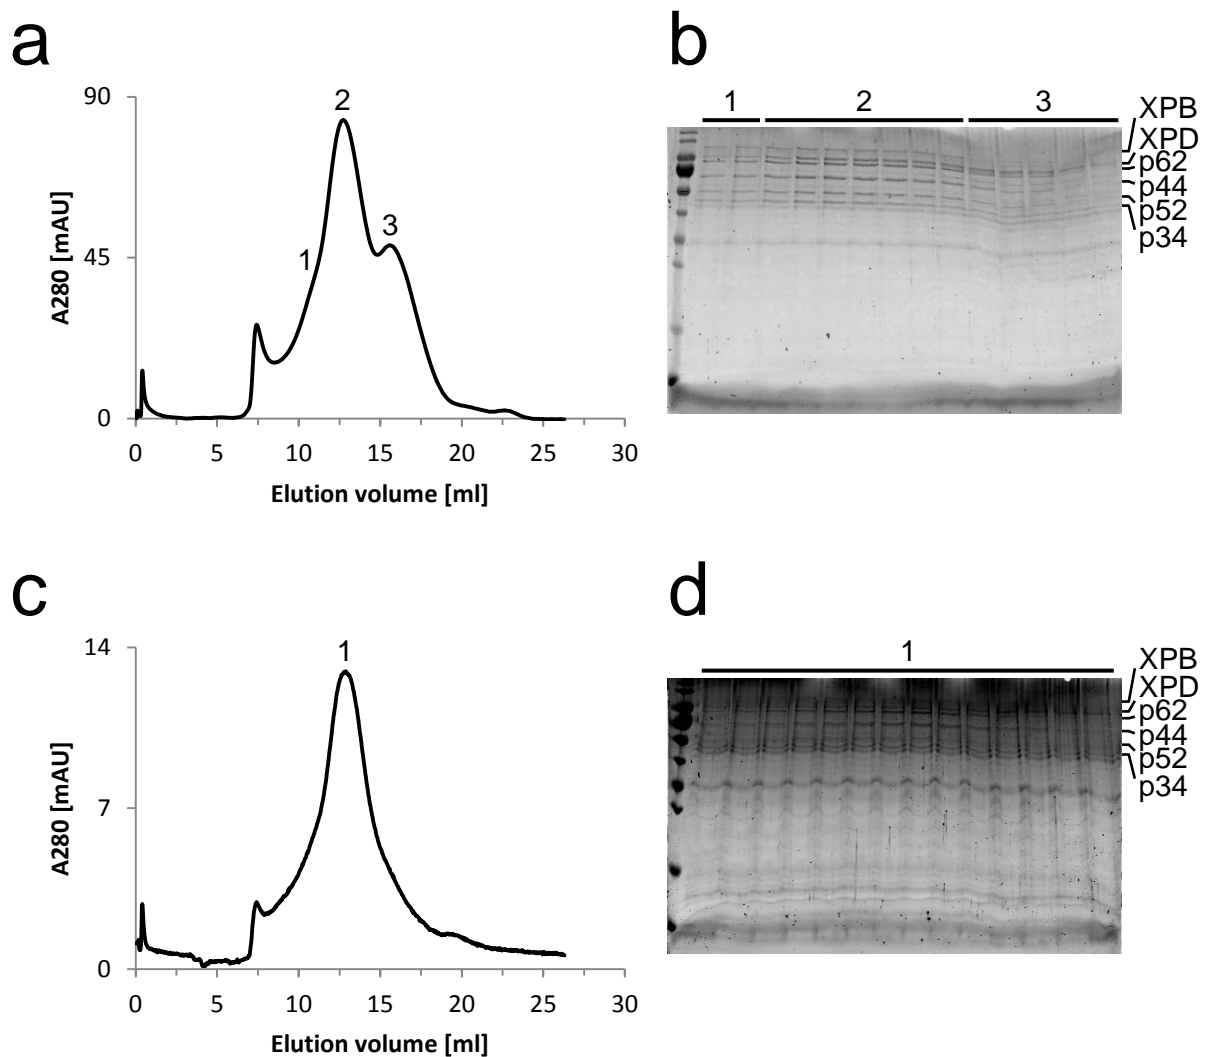 a
90
45
0
A280 [mAU]
1
2
3
0 5 10 15 20 25 30
Elution volume [ml]
b
1 2 3
XPB
XPD
p62
p44
p52
p34
c
14
7
0
A280 [mAU]
1
0 5 10 15 20 25 30
Elution volume [ml]
d
1
XPB
XPD
p62
p44
p52
p34